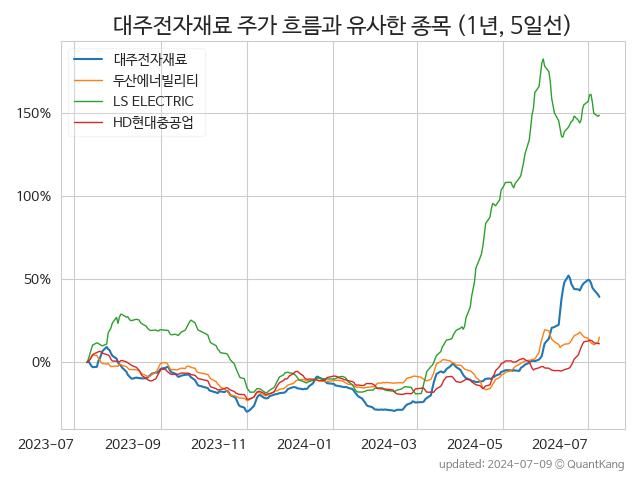 대주전자재료 주가 흐름과 유사한 종목 (1년, 5일선)
대주전자재료
두산에너빌리티
LS ELECTRIC
HD현대중공업
150%
100%
50%
0%
2023-07 2023-09 2023-11 2024-01 2024-03 2024-05 2024-07
updated: 2024-07-09 © QuantKang